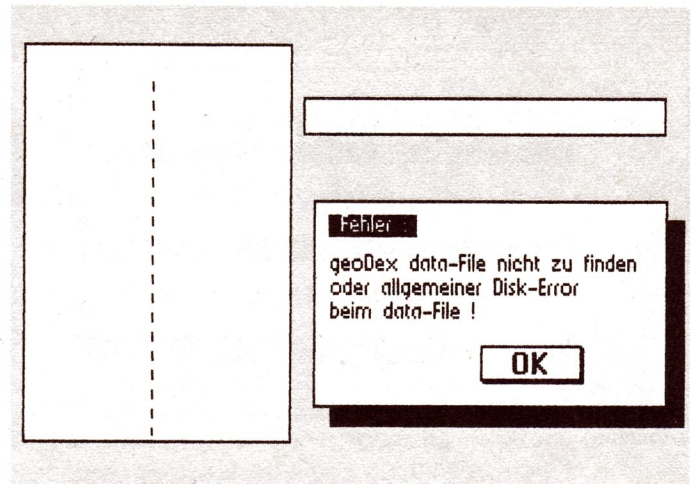 Fehler :
geoDex data-File nicht zu finden
oder allgemeiner Disk-Error
beim data-File !
OK